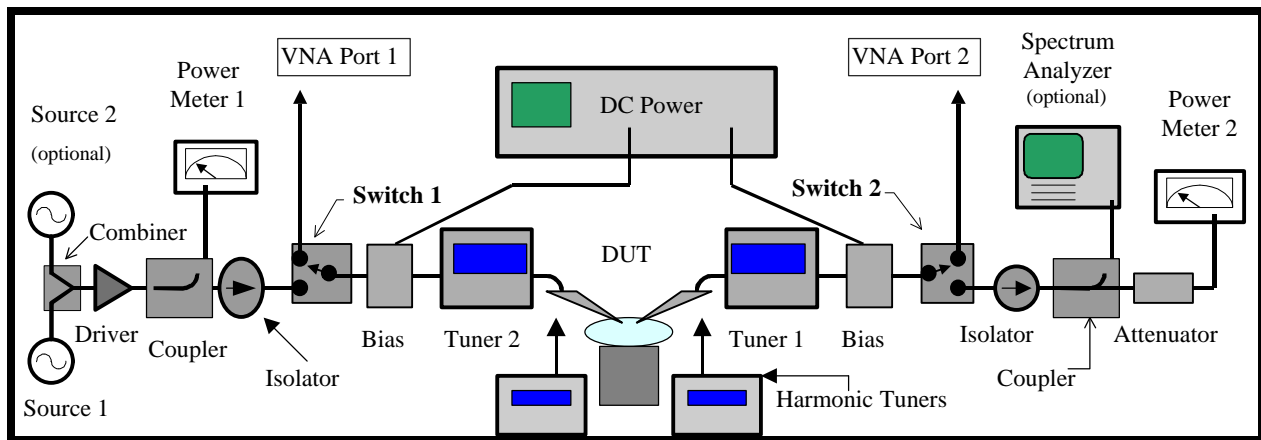 VNA Port 1
VNA Port 2
Spectrum
Analyzer
(optional)
Power
Meter 1
DC Power
Power
Meter 2
Source 2
(optional)
Switch 1
Switch 2
Combiner
DUT
Driver
Coupler
Isolator
Bias
Tuner 2
Tuner 1
Bias
Isolator
Attenuator
Coupler
Source 1
Harmonic Tuners